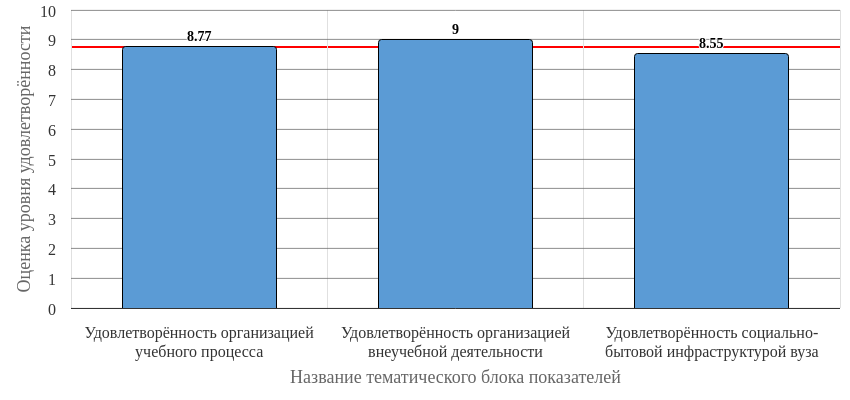 Оценка уровня удовлетворённости
10
9
8
7
6
5
4
3
2
1
0
8.77
9
8.55
Удовлетворённость организацией
учебного процесса
Удовлетворённость организацией
внеучебной деятельности
Удовлетворённость социально-
бытовой инфраструктурой вуза
Название тематического блока показателей